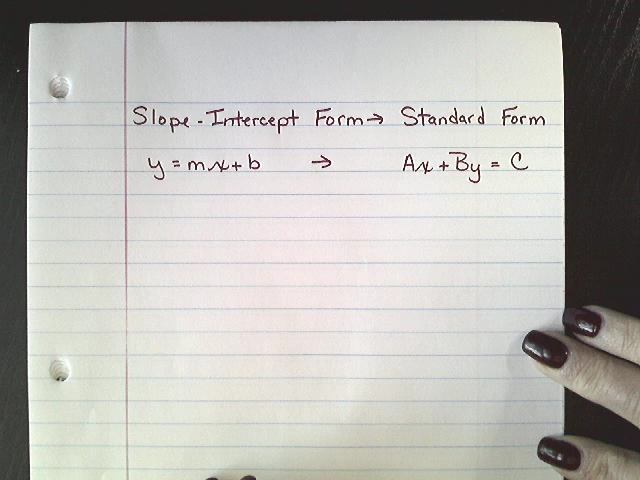 Slope-Intercept Form → Standard Form
y = mx + b → Ax + By = C